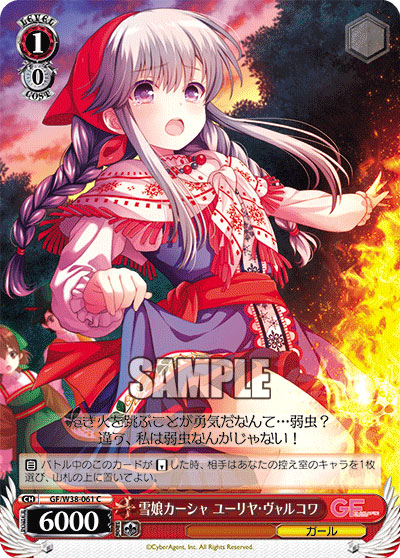 LEVEL
1
0
COST
SAMPLE
き火を跳ぶことが勇気だなんて…弱虫？
違う、私は弱虫なんかじゃない！
バトル中のこのカードが【↓】した時、相手はあなたの控え室のキャラを1枚
選び、山札の上に置いてよい。
CH
GF/W38-061 C
POWER
6000
雪娘カーシャ ユーリヤ・ヴァルコワ
GF
ガール
©CyberAgent, Inc. All Rights Reserved.